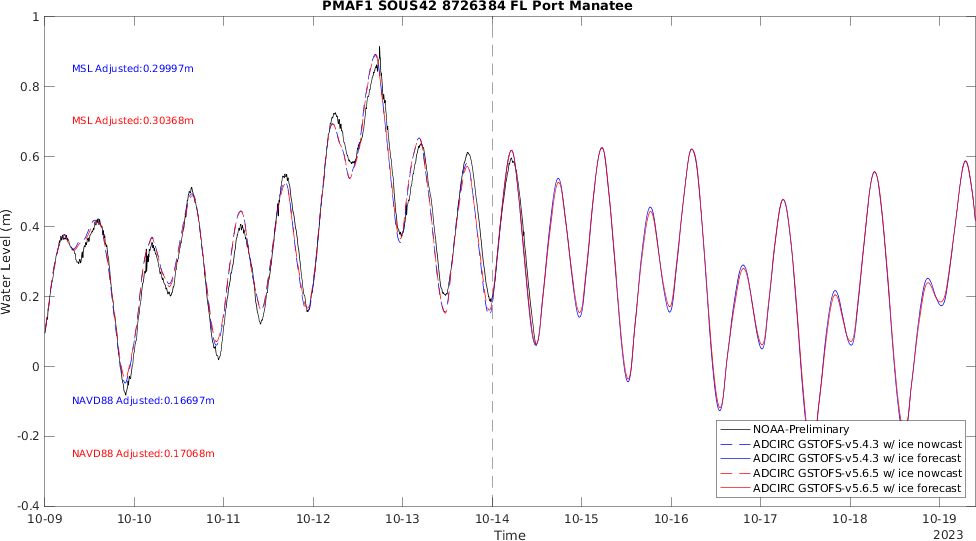 PMAF1 SOUS42 8726384 FL Port Manatee
1
0.8
0.6
0.4
0.2
0
-0.2
-0.4
Water Level (m)
MSL Adjusted:0.29997m
MSL Adjusted:0.30368m
NAVD88 Adjusted:0.16697m
NAVD88 Adjusted:0.17068m
NOAA-Preliminary
ADCIRC GSTOFS-v5.4.3 w/ ice nowcast
ADCIRC GSTOFS-v5.4.3 w/ ice forecast
ADCIRC GSTOFS-v5.6.5 w/ ice nowcast
ADCIRC GSTOFS-v5.6.5 w/ ice forecast
10-09 10-10 10-11 10-12 10-13 10-14 10-15 10-16 10-17 10-18 10-19
Time
2023